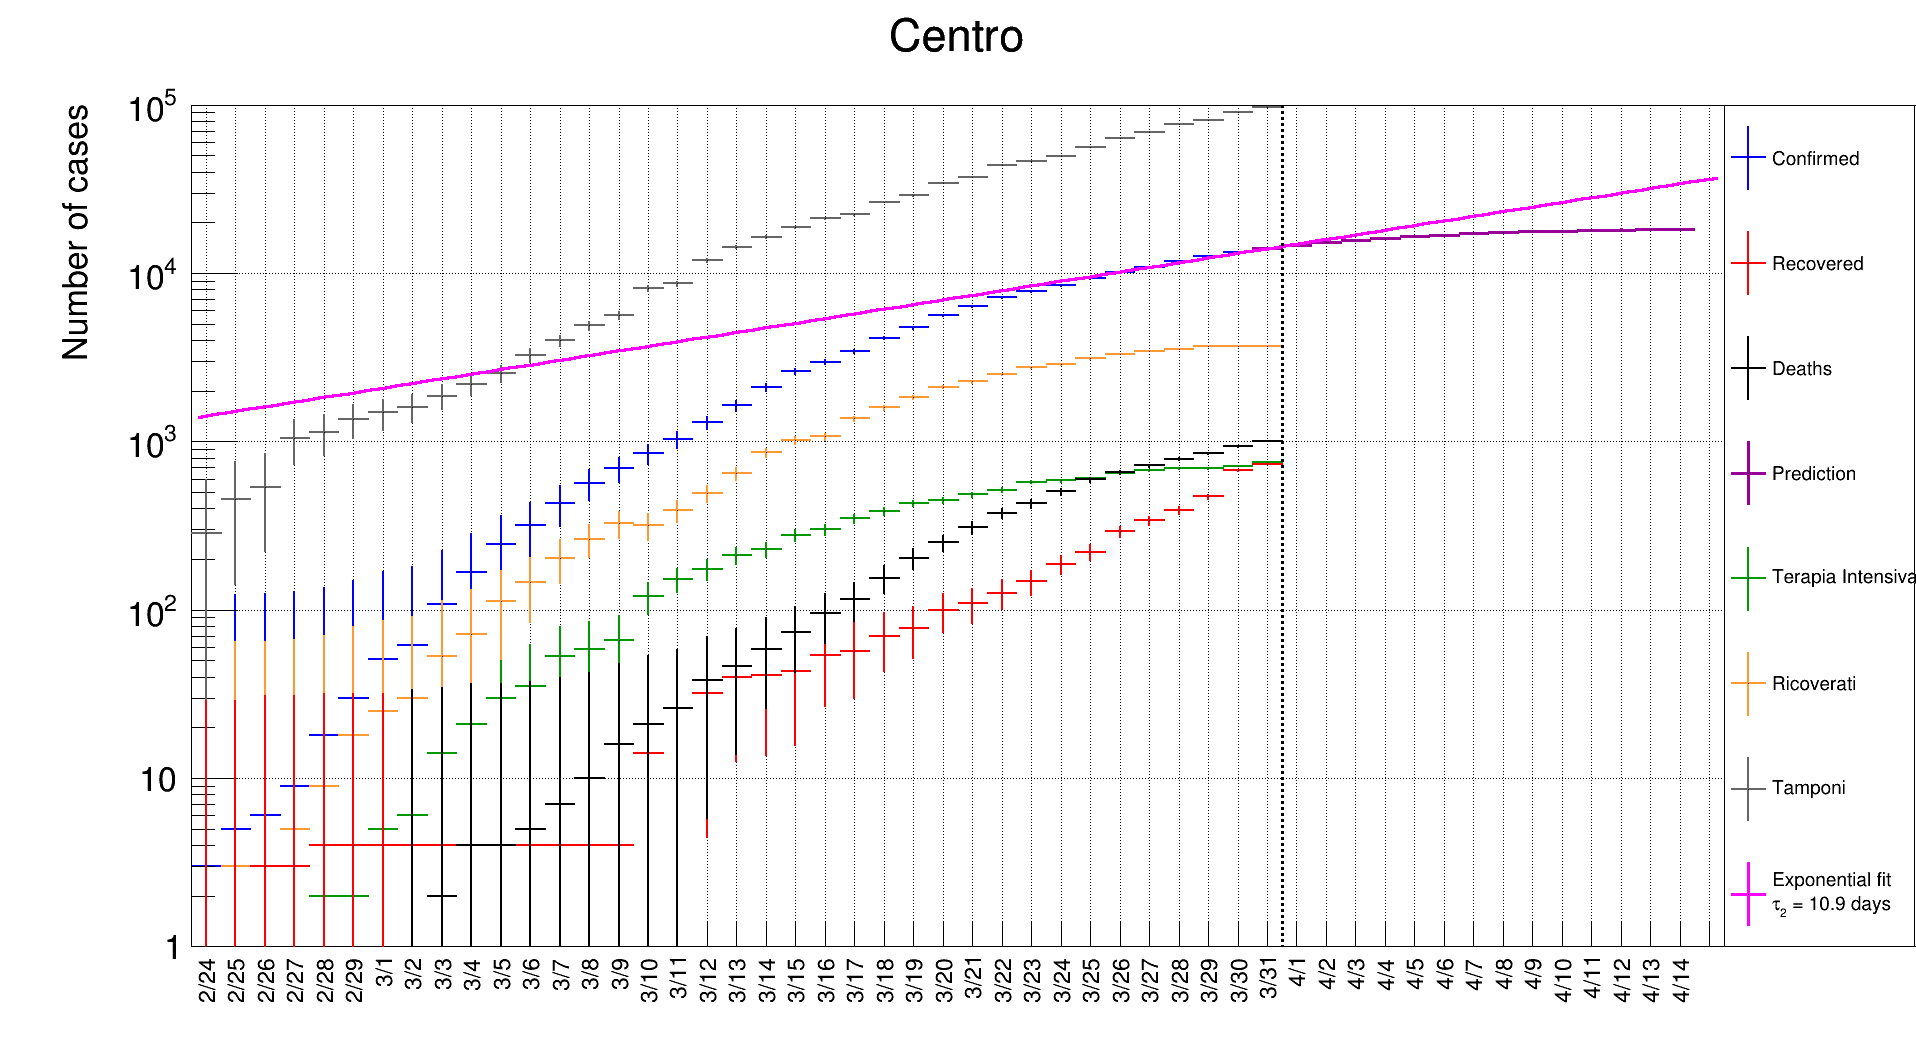 Centro
Number of cases
10^5
10^4
10^3
10^2
10
1
2/24 2/25 2/26 2/27 2/28 2/29 3/1 3/2 3/3 3/4 3/5 3/6 3/7 3/8 3/9 3/10 3/11 3/12 3/13 3/14 3/15 3/16 3/17 3/18 3/19 3/20 3/21 3/22 3/23 3/24 3/25 3/26 3/27 3/28 3/29 3/30 3/31 4/1 4/2 4/3 4/4 4/5 4/6 4/7 4/8 4/9 4/10 4/11 4/12 4/13 4/14
Confirmed
Recovered
Deaths
Prediction
Terapia Intensiva
Ricoverati
Tamponi
Exponential fit
τ_2 = 10.9 days